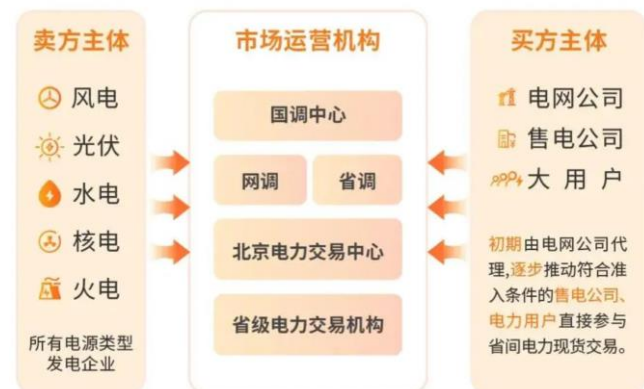 卖方主体
风电
光伏
水电
核电
火电
所有电源类型
发电企业
市场运营机构
国调中心
网调
省调
北京电力交易中心
省级电力交易机构
买方主体
电网公司
售电公司
大用户
初期由电网公司代
理,逐步推动符合准
入条件的售电公司、
电力用户直接参与
省间电力现货交易。